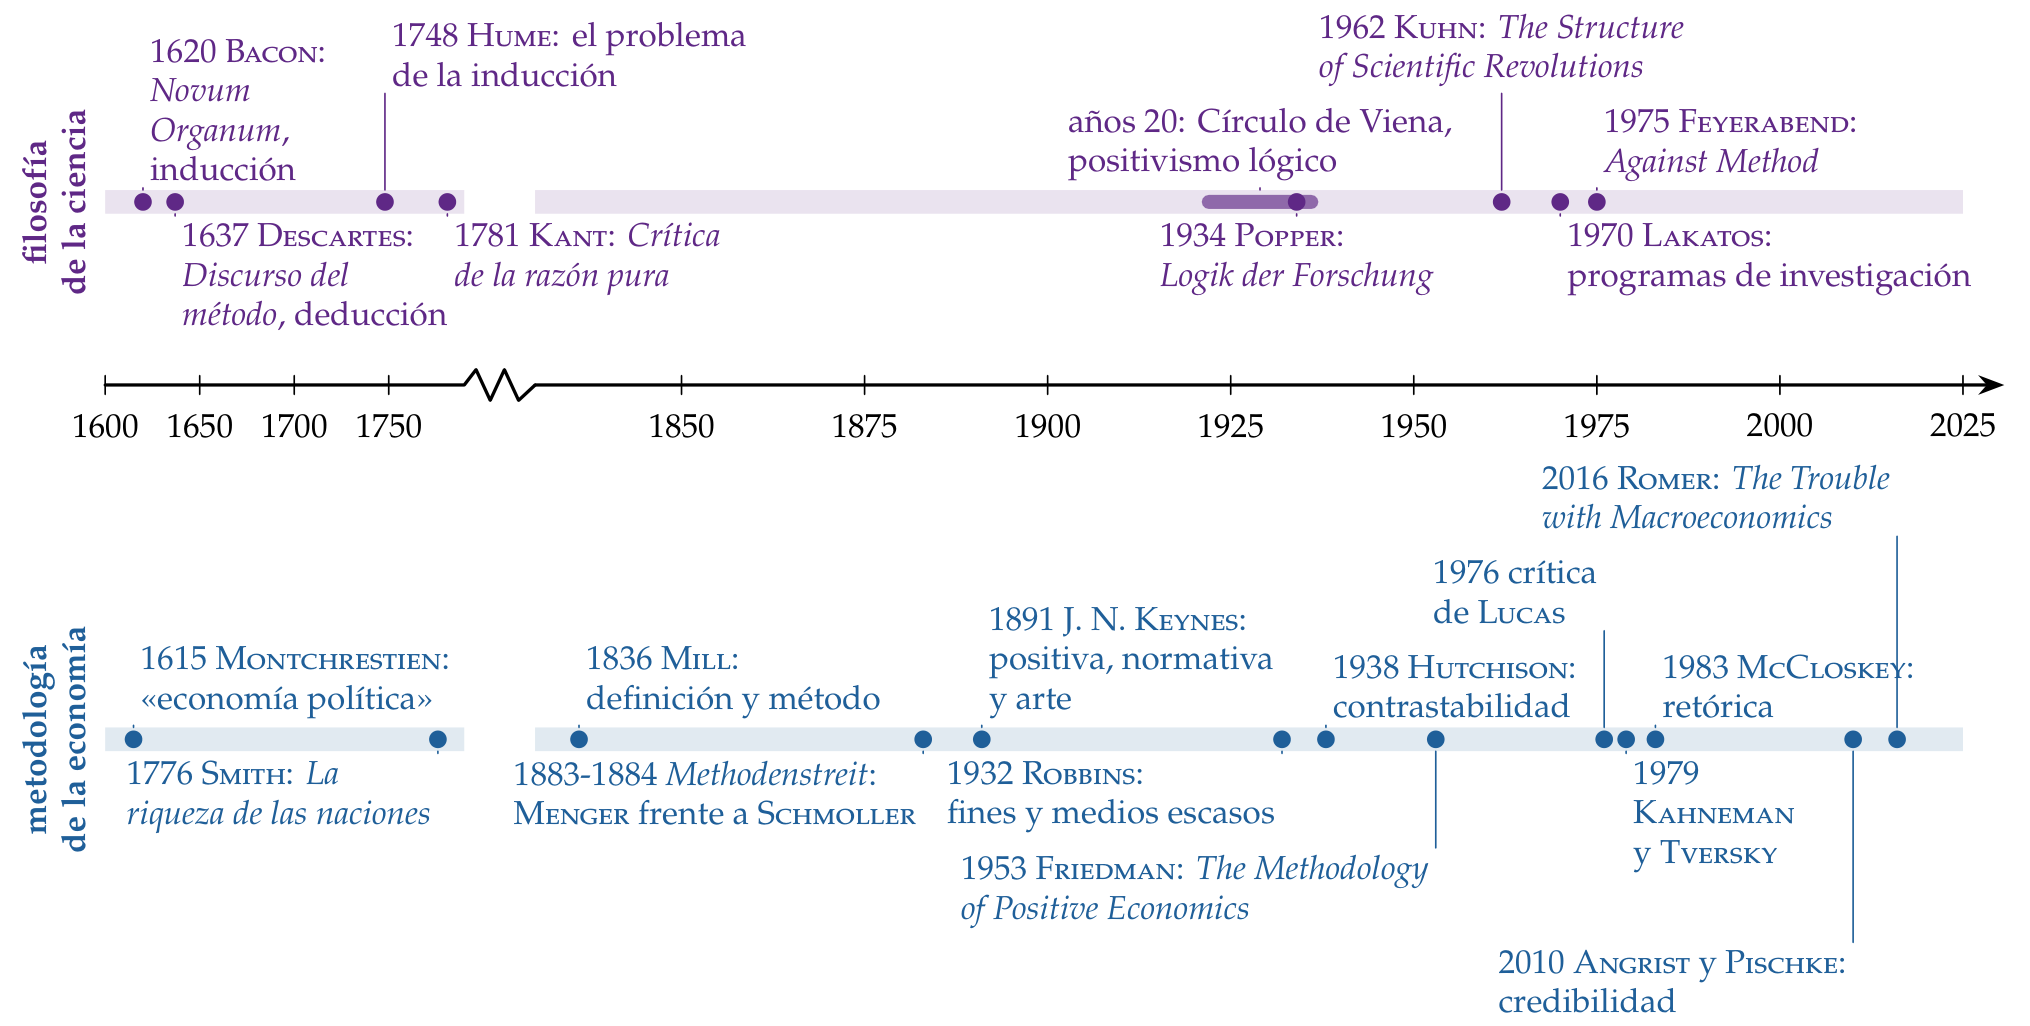 filosofía
de la ciencia
1620 Bacon:
Novum
Organum,
inducción
1748 Hume: el problema
de la inducción
1637 Descartes:
Discurso del
método, deducción
1781 Kant: Crítica
de la razón pura
años 20: Círculo de Viena,
positivismo lógico
1934 Popper:
Logik der Forschung
1962 Kuhn: The Structure
of Scientific Revolutions
1970 Lakatos:
programas de investigación
1975 Feyerabend:
Against Method
1600 1650 1700 1750 1850 1875 1900 1925 1950 1975 2000 2025
metodología
de la economía
1615 Montchrestien:
«economía política»
1776 Smith: La
riqueza de las naciones
1836 Mill:
definición y método
1883-1884 Methodenstreit:
Menger frente a Schmoller
1891 J. N. Keynes:
positiva, normativa
y arte
1932 Robbins:
fines y medios escasos
1938 Hutchison:
contrastabilidad
1953 Friedman: The Methodology
of Positive Economics
1976 crítica
de Lucas
1979
Kahneman
y Tversky
1983 McCloskey:
retórica
2010 Angrist y Pischke:
credibilidad
2016 Romer: The Trouble
with Macroeconomics